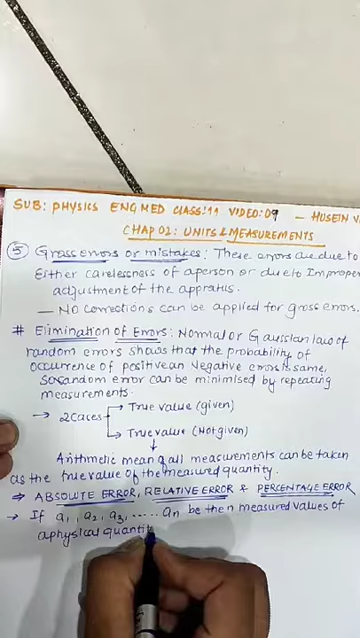 SUB: PHYSICS ENG MED CLASS:11 VIDEO:09 - HUSEIN
CHAP 02: UNITS & MEASUREMENTS
5 Gross errors or mistakes: These errors are due to
Either carelessness of aperson or due to Improper
adjustment of the appratis.
— No corrections can be applied for gross errors.
# Elimination of Errors: Normal or Gaussian law of
random errors shows that the probability of
occurrence of positive an Negative errors is same,
So random error can be minimised by repeating
measurements.
→ 2 Cases → True value (given)
→ True value (Not given)
↓
Arithmetic mean of all measurements can be taken
as the true value of the measured quantity.
⇒ ABSOLUTE ERROR, RELATIVE ERROR & PERCENTAGE ERROR
→ If a₁, a₂, a₃, ...... an be the n measured values of
a physical quantit